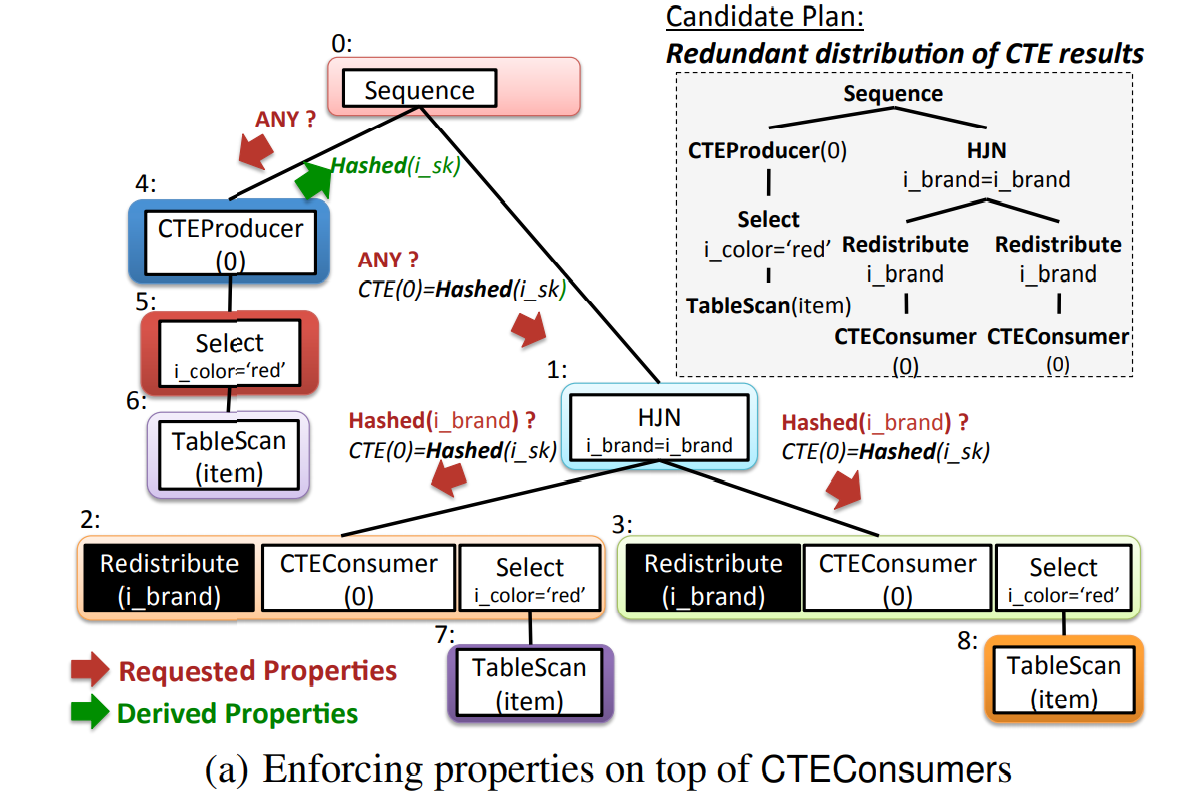 Candidate Plan:
Redundant distribution of CTE results
0:
Sequence
ANY ?
Hashed(i_sk)
4:
CTEProducer
(0)
ANY ?
CTE(0)=Hashed(i_sk)
5:
Select
i_color=‘red’
6:
TableScan
(item)
1:
HJN
i_brand=i_brand
Hashed(i_brand) ?
CTE(0)=Hashed(i_sk)
Hashed(i_brand) ?
CTE(0)=Hashed(i_sk)
Sequence
CTEProducer(0)
HJN
i_brand=i_brand
Select
i_color=‘red’
Redistribute
i_brand
Redistribute
i_brand
TableScan(item)
CTEConsumer
(0)
CTEConsumer
(0)
2:
Redistribute
(i_brand)
CTEConsumer
(0)
Select
i_color=‘red’
3:
Redistribute
(i_brand)
CTEConsumer
(0)
Select
i_color=‘red’
7:
TableScan
(item)
8:
TableScan
(item)
Requested Properties
Derived Properties
(a) Enforcing properties on top of CTEConsumers